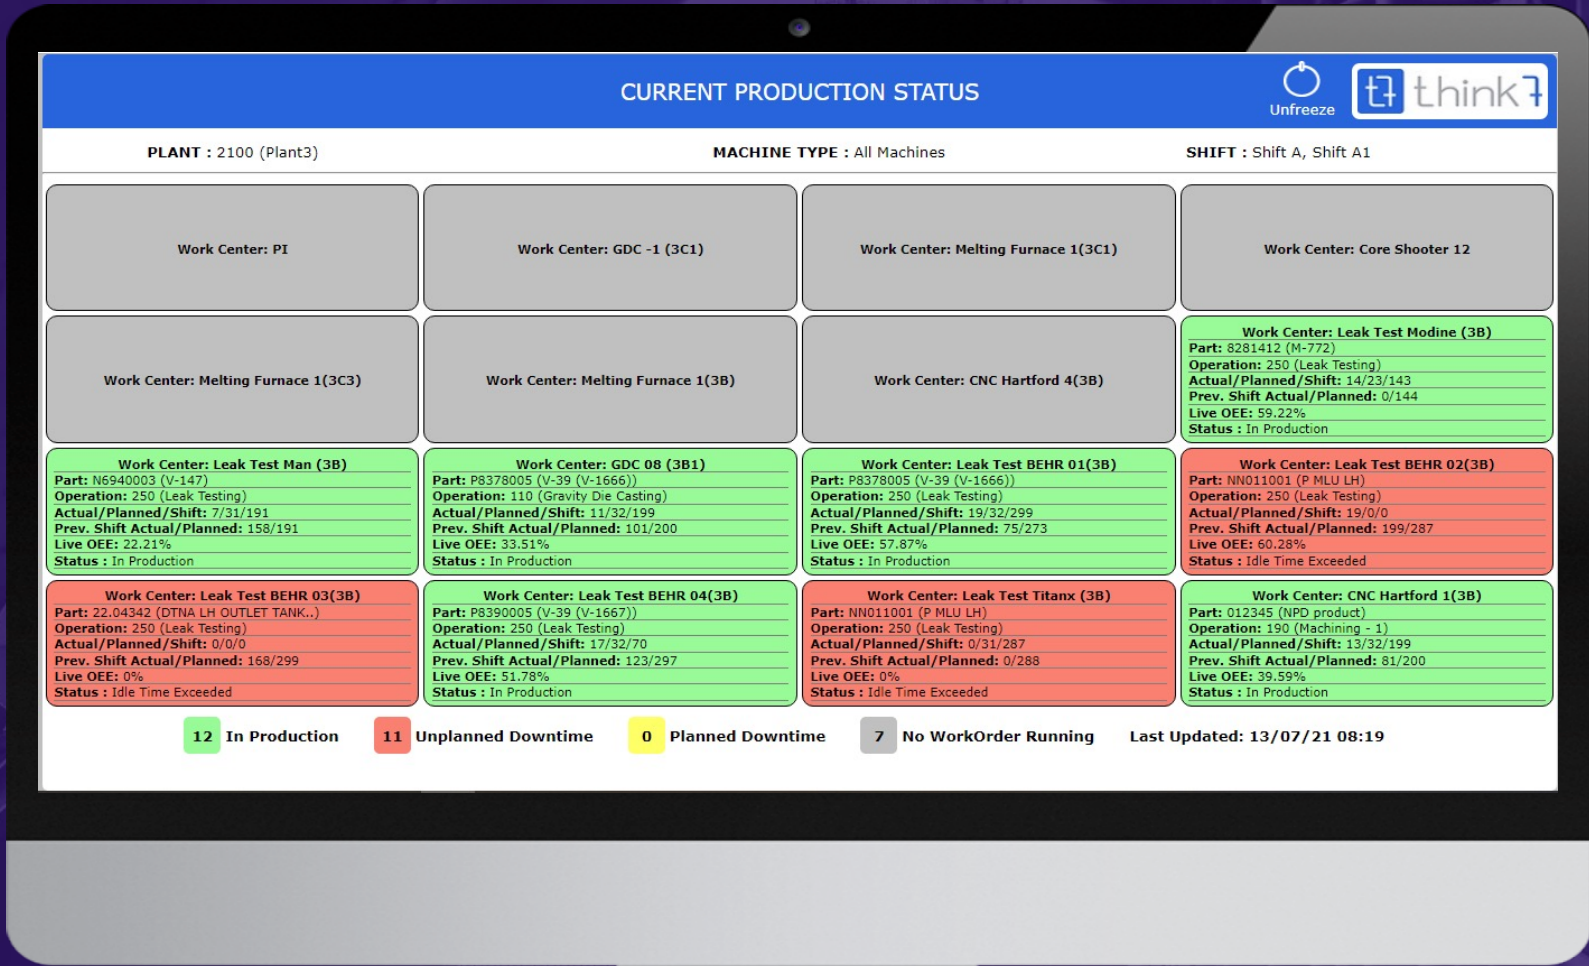 CURRENT PRODUCTION STATUS
Unfreeze
t7 think7
PLANT : 2100 (Plant3)
MACHINE TYPE : All Machines
SHIFT : Shift A, Shift A1
Work Center: PI
Work Center: GDC -1 (3C1)
Work Center: Melting Furnace 1(3C1)
Work Center: Core Shooter 12
Work Center: Melting Furnace 1(3C3)
Work Center: Melting Furnace 1(3B)
Work Center: CNC Hartford 4(3B)
Work Center: Leak Test Modine (3B)
Part: 8281412 (M-772)
Operation: 250 (Leak Testing)
Actual/Planned/Shift: 14/23/143
Prev. Shift Actual/Planned: 0/144
Live OEE: 59.22%
Status : In Production
Work Center: Leak Test Man (3B)
Part: N6940003 (V-147)
Operation: 250 (Leak Testing)
Actual/Planned/Shift: 7/31/191
Prev. Shift Actual/Planned: 158/191
Live OEE: 22.21%
Status : In Production
Work Center: GDC 08 (3B1)
Part: P8378005 (V-39 (V-1666))
Operation: 110 (Gravity Die Casting)
Actual/Planned/Shift: 11/32/199
Prev. Shift Actual/Planned: 101/200
Live OEE: 33.51%
Status : In Production
Work Center: Leak Test BEHR 01(3B)
Part: P8378005 (V-39 (V-1666))
Operation: 250 (Leak Testing)
Actual/Planned/Shift: 19/32/299
Prev. Shift Actual/Planned: 75/273
Live OEE: 57.87%
Status : In Production
Work Center: Leak Test BEHR 02(3B)
Part: NN011001 (P MLU LH)
Operation: 250 (Leak Testing)
Actual/Planned/Shift: 19/0/0
Prev. Shift Actual/Planned: 199/287
Live OEE: 60.28%
Status : Idle Time Exceeded
Work Center: Leak Test BEHR 03(3B)
Part: 22.04342 (DTNA LH OUTLET TANK..)
Operation: 250 (Leak Testing)
Actual/Planned/Shift: 0/0/0
Prev. Shift Actual/Planned: 168/299
Live OEE: 0%
Status : Idle Time Exceeded
Work Center: Leak Test BEHR 04(3B)
Part: P8390005 (V-39 (V-1667))
Operation: 250 (Leak Testing)
Actual/Planned/Shift: 17/32/70
Prev. Shift Actual/Planned: 123/297
Live OEE: 51.78%
Status : In Production
Work Center: Leak Test Titanx (3B)
Part: NN011001 (P MLU LH)
Operation: 250 (Leak Testing)
Actual/Planned/Shift: 0/31/287
Prev. Shift Actual/Planned: 0/288
Live OEE: 0%
Status : Idle Time Exceeded
Work Center: CNC Hartford 1(3B)
Part: 012345 (NPD product)
Operation: 190 (Machining - 1)
Actual/Planned/Shift: 13/32/199
Prev. Shift Actual/Planned: 81/200
Live OEE: 39.59%
Status : In Production
12 In Production
11 Unplanned Downtime
0 Planned Downtime
7 No WorkOrder Running
Last Updated: 13/07/21 08:19